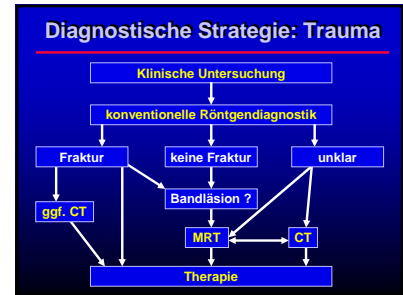 Diagnostische Strategie: Trauma
Klinische Untersuchung
konventionelle Röntgendiagnostik
Fraktur
keine Fraktur
unklar
Bandläsion ?
ggf. CT
MRT
CT
Therapie